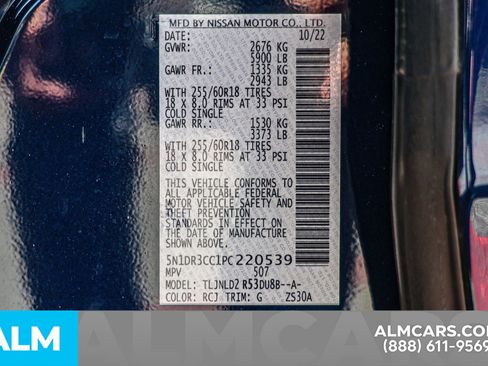 MFD BY NISSAN MOTOR CO., LTD.
DATE: 10/22
GVWR: 2676 KG
5900 LB
GAWR FR.: 1335 KG
2943 LB
WITH 255/60R18 TIRES
18 X 8.0 RIMS AT 33 PSI
COLD SINGLE
GAWR RR.: 1530 KG
3373 LB
WITH 255/60R18 TIRES
18 X 8.0 RIMS AT 33 PSI
COLD SINGLE
THIS VEHICLE CONFORMS TO
ALL APPLICABLE FEDERAL
MOTOR VEHICLE SAFETY AND
THEFT PREVENTION
STANDARDS IN EFFECT ON
THE DATE OF MANUFACTURE
SHOWN ABOVE.
5N1DR3CC1PC220539
MPV 507
MODEL: TLJNLD2 R53DU8B--A-
COLOR: RCJ TRIM: G ZS30A
ALMCARS
ALM
ALMCARS.COM
(888) 611-9569